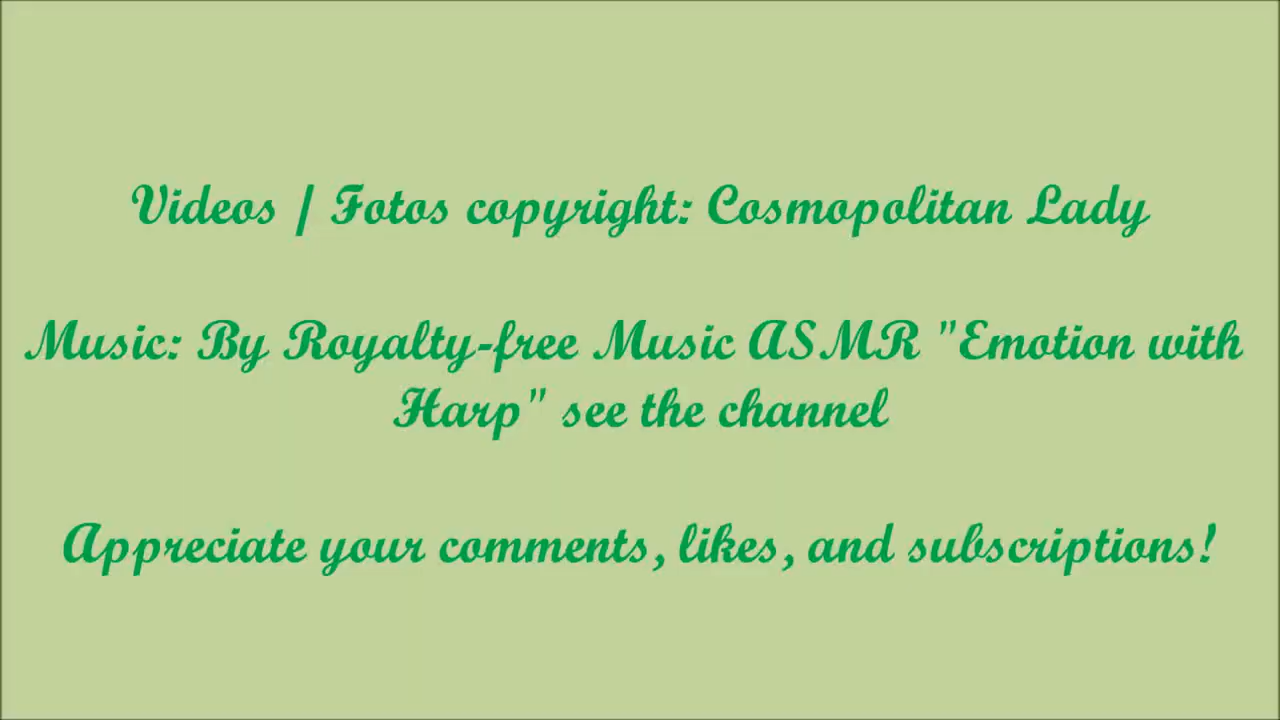 Videos / Fotos copyright: Cosmopolitan Lady
Music: By Royalty-free Music ASMR "Emotion with
Harp" see the channel
Appreciate your comments, likes, and subscriptions!